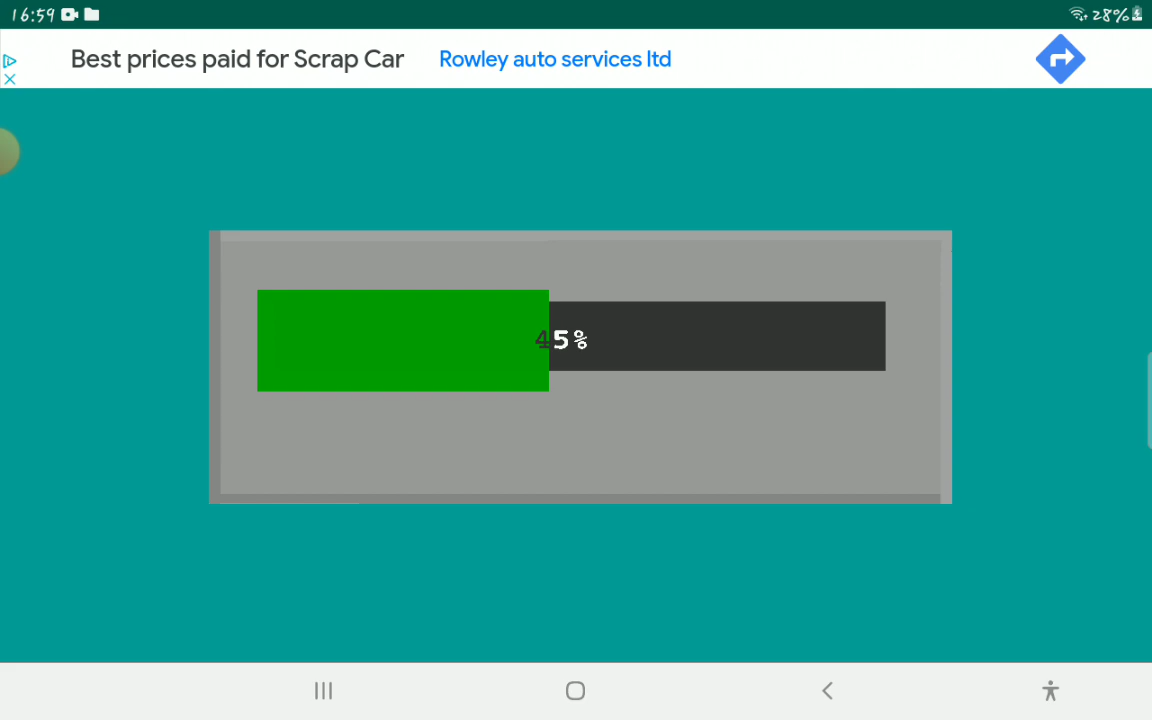 16:59
28%
Best prices paid for Scrap Car
Rowley auto services ltd
45%